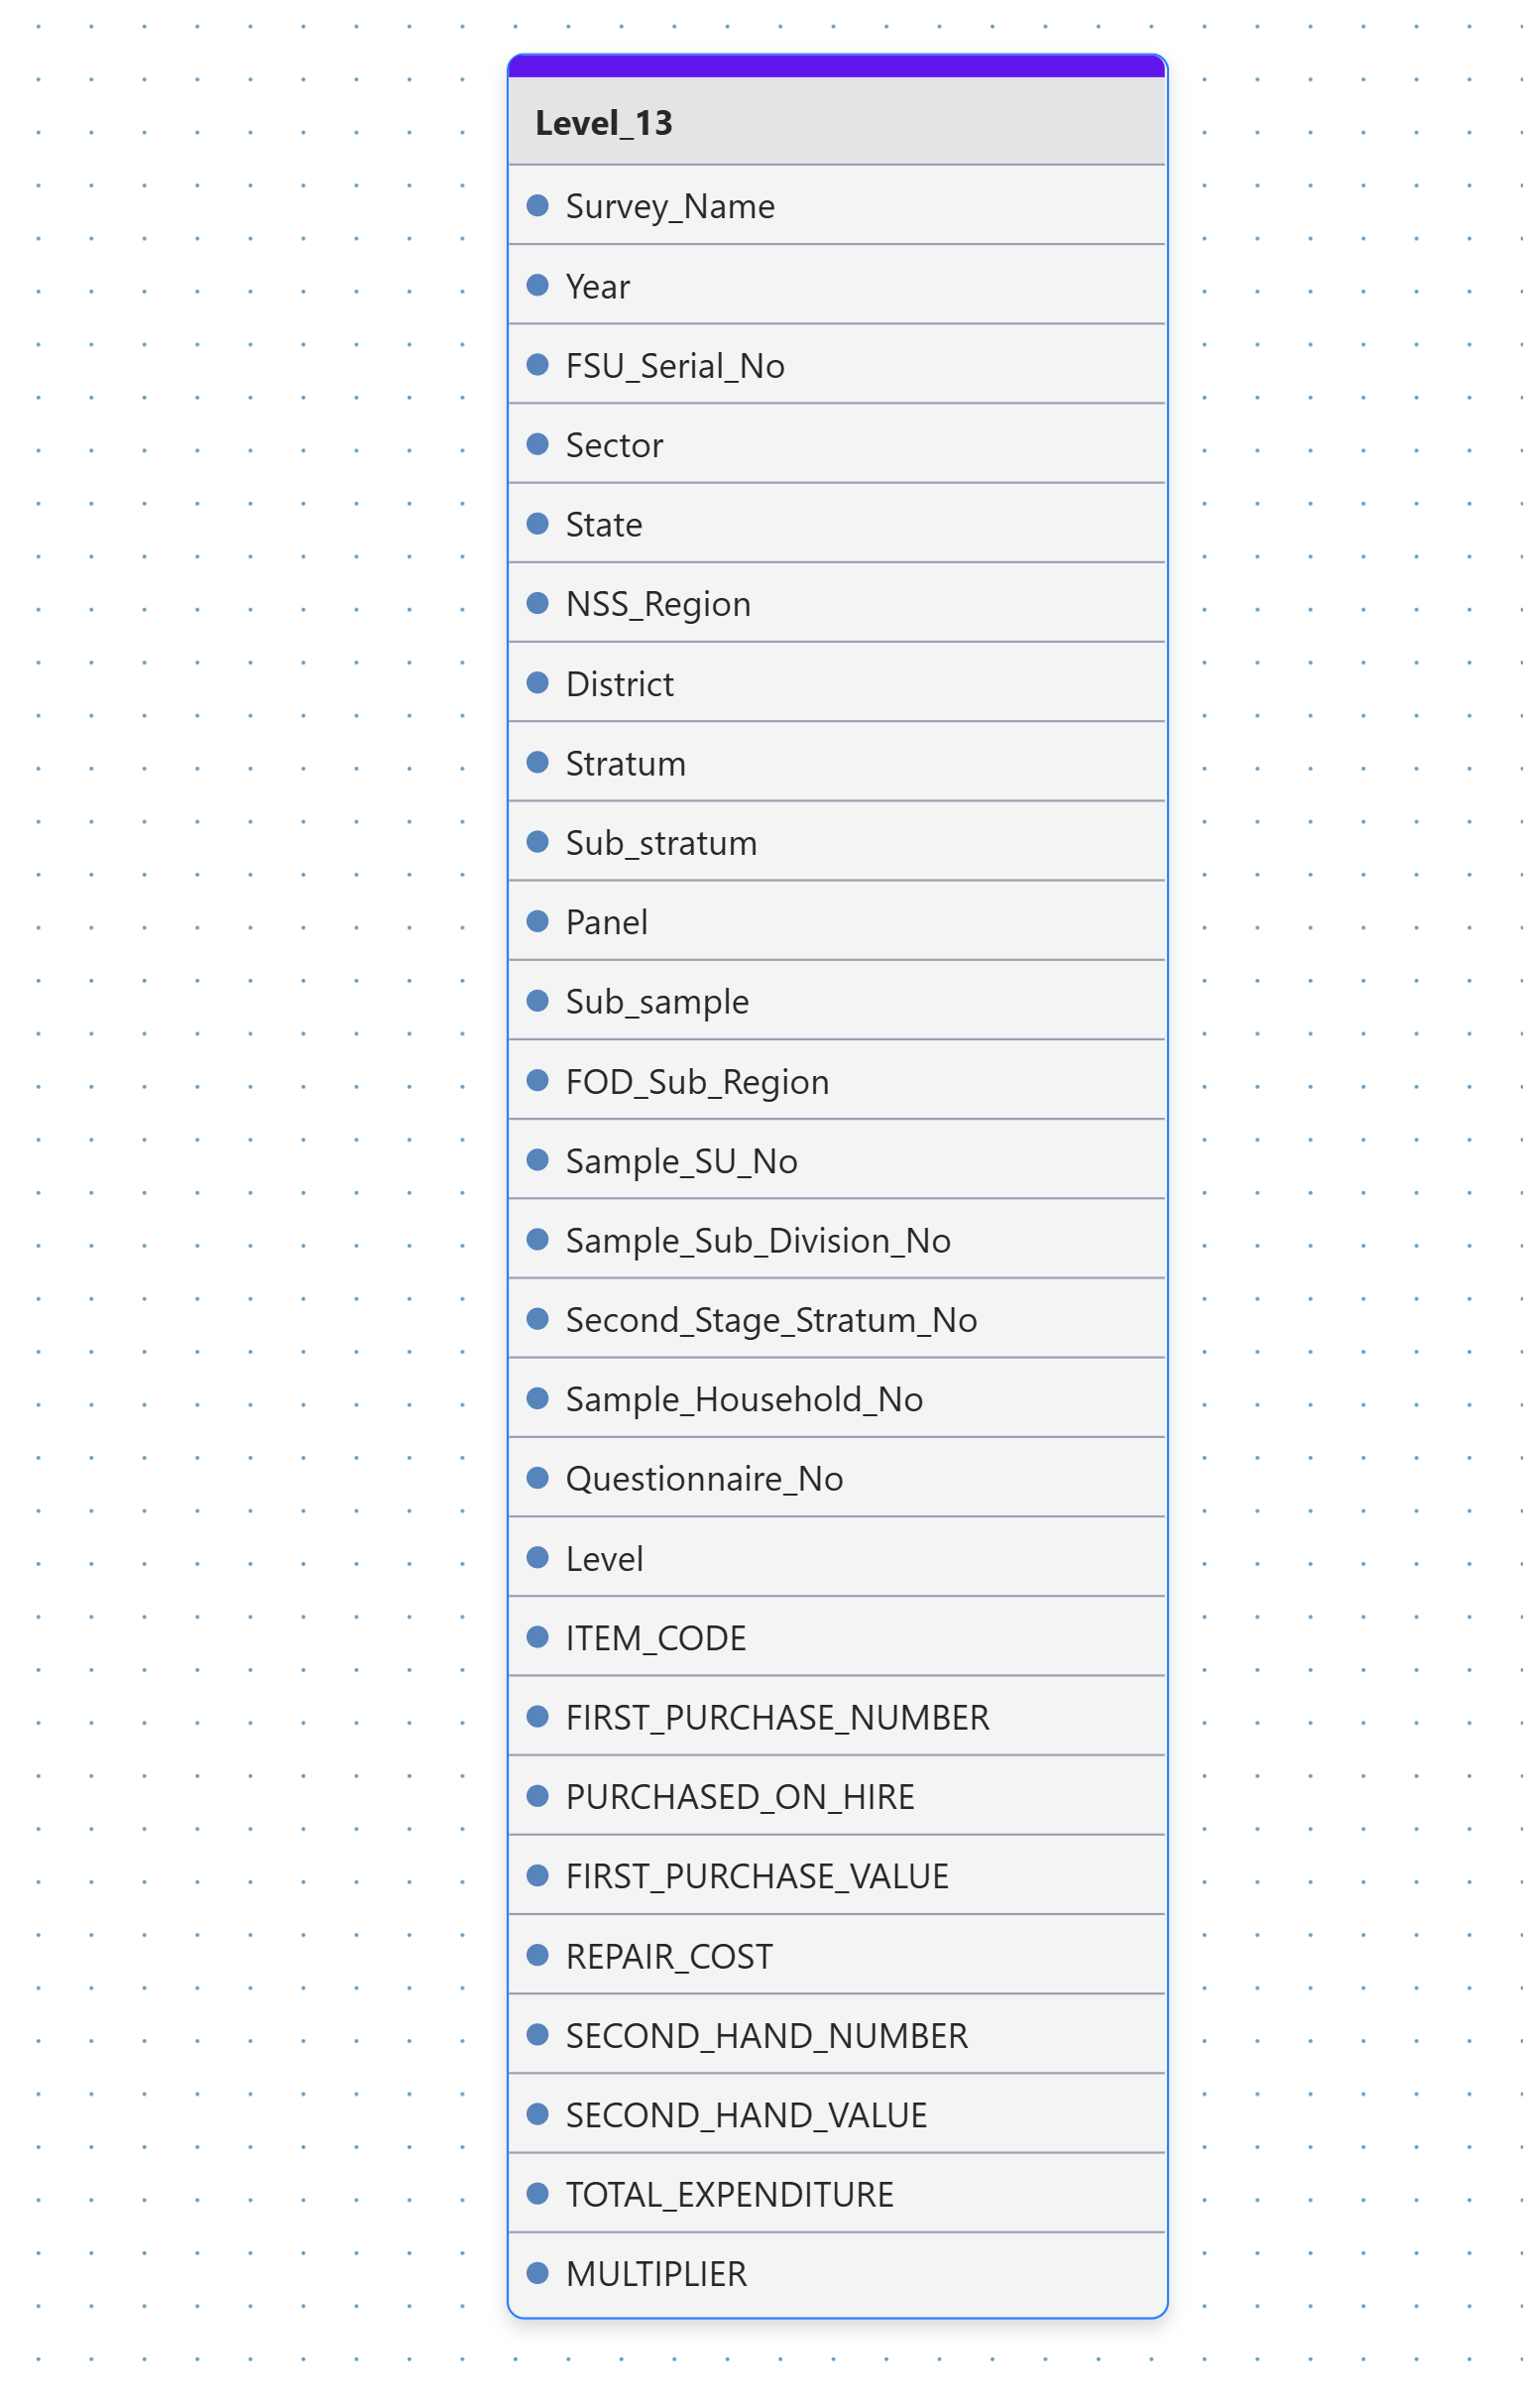 Level_13
Survey_Name
Year
FSU_Serial_No
Sector
State
NSS_Region
District
Stratum
Sub_stratum
Panel
Sub_sample
FOD_Sub_Region
Sample_SU_No
Sample_Sub_Division_No
Second_Stage_Stratum_No
Sample_Household_No
Questionnaire_No
Level
ITEM_CODE
FIRST_PURCHASE_NUMBER
PURCHASED_ON_HIRE
FIRST_PURCHASE_VALUE
REPAIR_COST
SECOND_HAND_NUMBER
SECOND_HAND_VALUE
TOTAL_EXPENDITURE
MULTIPLIER